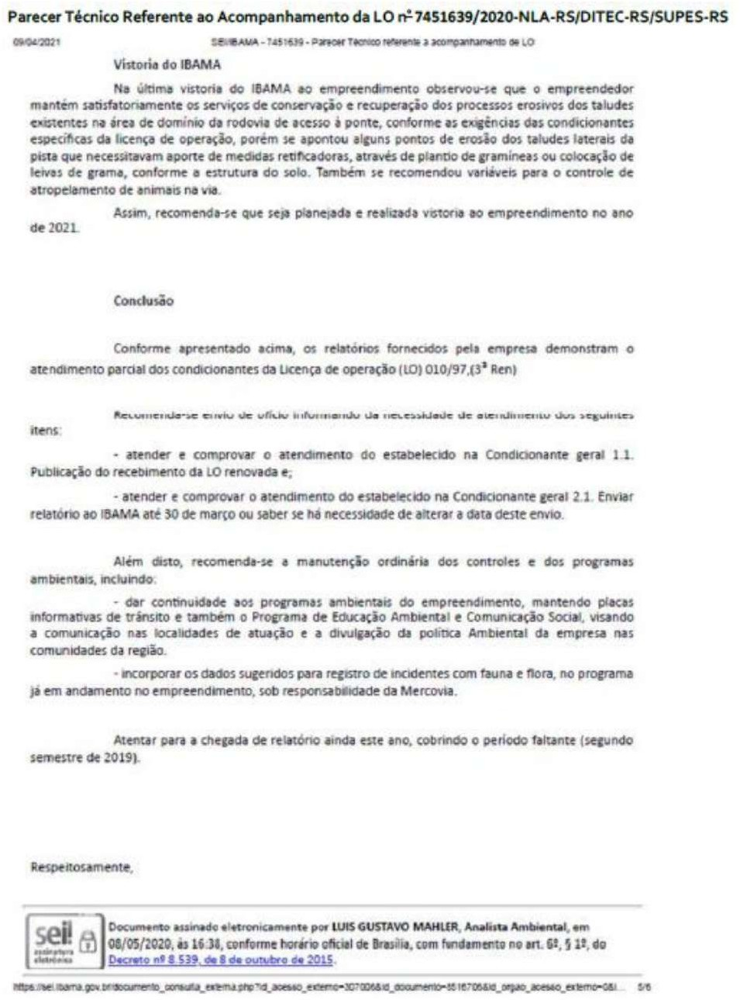 Parecer Técnico Referente ao Acompanhamento da LO nº 7451639/2020-NLA-RS/DITEC-RS/SUPES-RS
09/04/2021 SEI/IBAMA - 7451639 - Parecer Técnico referente a acompanhamento de LO
Vistoria do IBAMA
Na última vistoria do IBAMA ao empreendimento observou-se que o empreendedor
mantém satisfatoriamente os serviços de conservação e recuperação dos processos erosivos dos taludes
existentes na área de domínio da rodovia de acesso à ponte, conforme as exigências das condicionantes
específicas da licença de operação, porém se apontou alguns pontos de erosão dos taludes laterais da
pista que necessitavam aporte de medidas retificadoras, através de plantio de gramíneas ou colocação de
leivas de grama, conforme a estrutura do solo. Também se recomendou variáveis para o controle de
atropelamento de animais na via.
Assim, recomenda-se que seja planejada e realizada vistoria ao empreendimento no ano
de 2021.
Conclusão
Conforme apresentado acima, os relatórios fornecidos pela empresa demonstram o
atendimento parcial dos condicionantes da Licença de operação (LO) 010/97,(3ª Ren)
Recomenda-se envio de ofício informando da necessidade de atendimento dos seguintes
itens:
- atender e comprovar o atendimento do estabelecido na Condicionante geral 1.1.
Publicação do recebimento da LO renovada e;
- atender e comprovar o atendimento do estabelecido na Condicionante geral 2.1. Enviar
relatório ao IBAMA até 30 de março ou saber se há necessidade de alterar a data deste envio.
Além disto, recomenda-se a manutenção ordinária dos controles e dos programas
ambientais, incluindo:
- dar continuidade aos programas ambientais do empreendimento, mantendo placas
informativas de trânsito e também o Programa de Educação Ambiental e Comunicação Social, visando
a comunicação nas localidades de atuação e a divulgação da política Ambiental da empresa nas
comunidades da região.
- incorporar os dados sugeridos para registro de incidentes com fauna e flora, no programa
já em andamento no empreendimento, sob responsabilidade da Mercovia.
Atentar para a chegada de relatório ainda este ano, cobrindo o período faltante (segundo
semestre de 2019).
Respeitosamente,
sei!
assinatura
eletrônica
Documento assinado eletronicamente por LUIS GUSTAVO MAHLER, Analista Ambiental, em
08/05/2020, às 16:38, conforme horário oficial de Brasília, com fundamento no art. 6º, § 1º, do
Decreto nº 8.539, de 8 de outubro de 2015.
https://sei.ibama.gov.br/documento_consulta_externa.php?id_acesso_externo=307006&id_documento=8516706&id_orgao_acesso_externo=0&i... 5/6